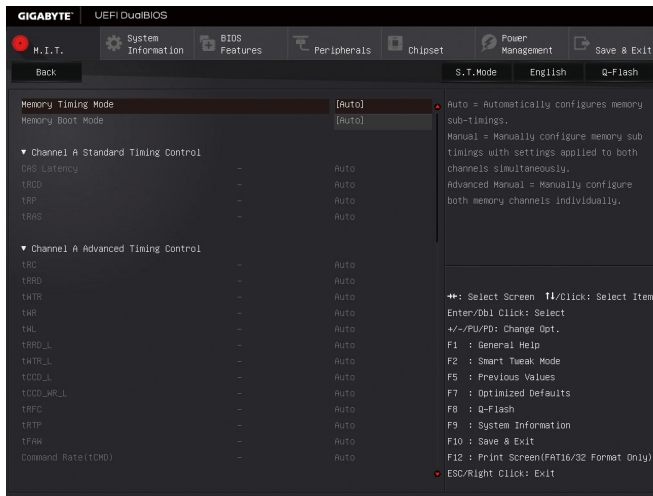 GIGABYTE™ UEFI DualBIOS
M.I.T.
System Information
BIOS Features
Peripherals
Chipset
Power Management
Save & Exit
Back
S.T.Mode English Q-Flash
Memory Timing Mode [Auto]
Memory Boot Mode [Auto]
▼ Channel A Standard Timing Control
CAS Latency – Auto
tRCD – Auto
tRP – Auto
tRAS – Auto
▼ Channel A Advanced Timing Control
tRC – Auto
tRRD – Auto
tWTR – Auto
tWR – Auto
tWL – Auto
tRRD_L – Auto
tWTR_L – Auto
tCCD_L – Auto
tCCD_WR_L – Auto
tRFC – Auto
tRTP – Auto
tFAW – Auto
Command Rate(tCMD) – Auto
Auto = Automatically configures memory
sub-timings.
Manual = Manually configure memory sub
timings with settings applied to both
channels simultaneously.
Advanced Manual = Manually configure
both memory channels individually.
→←: Select Screen ↑↓/Click: Select Item
Enter/Dbl Click: Select
+/-/PU/PD: Change Opt.
F1 : General Help
F2 : Smart Tweak Mode
F5 : Previous Values
F7 : Optimized Defaults
F8 : Q-Flash
F9 : System Information
F10 : Save & Exit
F12 : Print Screen(FAT16/32 Format Only)
ESC/Right Click: Exit